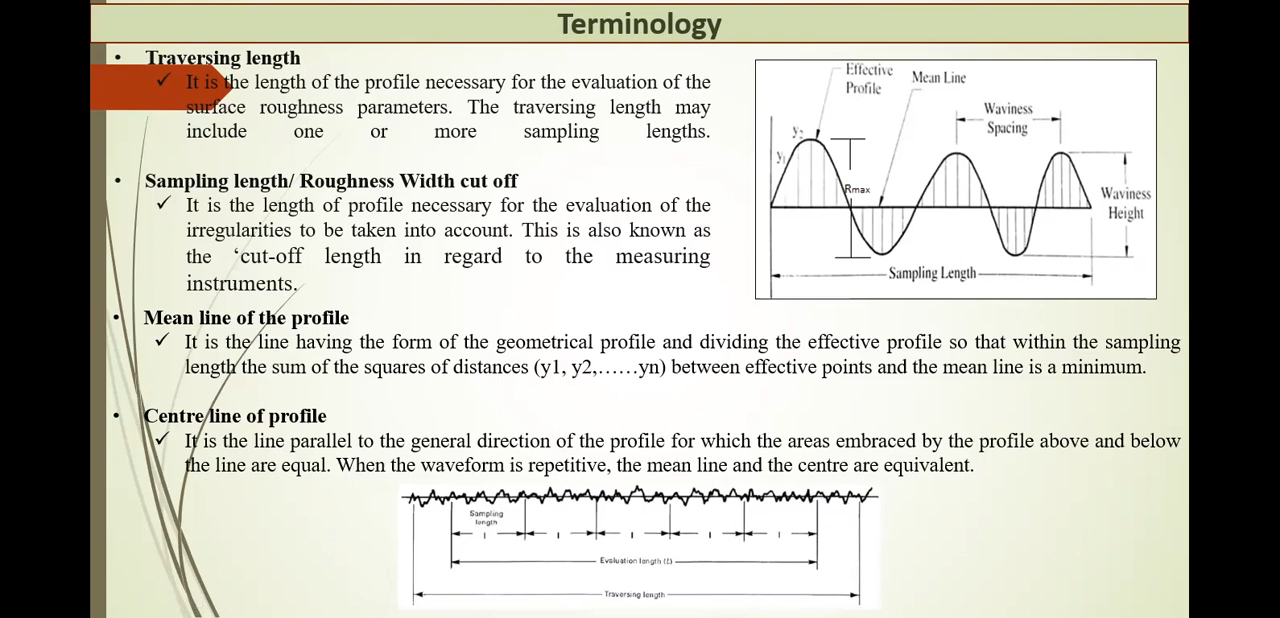 Terminology
• Traversing length
✓ It is the length of the profile necessary for the evaluation of the
surface roughness parameters. The traversing length may
include one or more sampling lengths.
• Sampling length/ Roughness Width cut off
✓ It is the length of profile necessary for the evaluation of the
irregularities to be taken into account. This is also known as
the ‘cut-off length in regard to the measuring
instruments.
Effective
Profile
Mean Line
Waviness
Spacing
y₂
y₁
Rmax
Waviness
Height
Sampling Length
• Mean line of the profile
✓ It is the line having the form of the geometrical profile and dividing the effective profile so that within the sampling
length the sum of the squares of distances (y1, y2,……yn) between effective points and the mean line is a minimum.
• Centre line of profile
✓ It is the line parallel to the general direction of the profile for which the areas embraced by the profile above and below
the line are equal. When the waveform is repetitive, the mean line and the centre are equivalent.
Sampling
length
l l l l l
Evaluation length (ℓ)
Traversing length